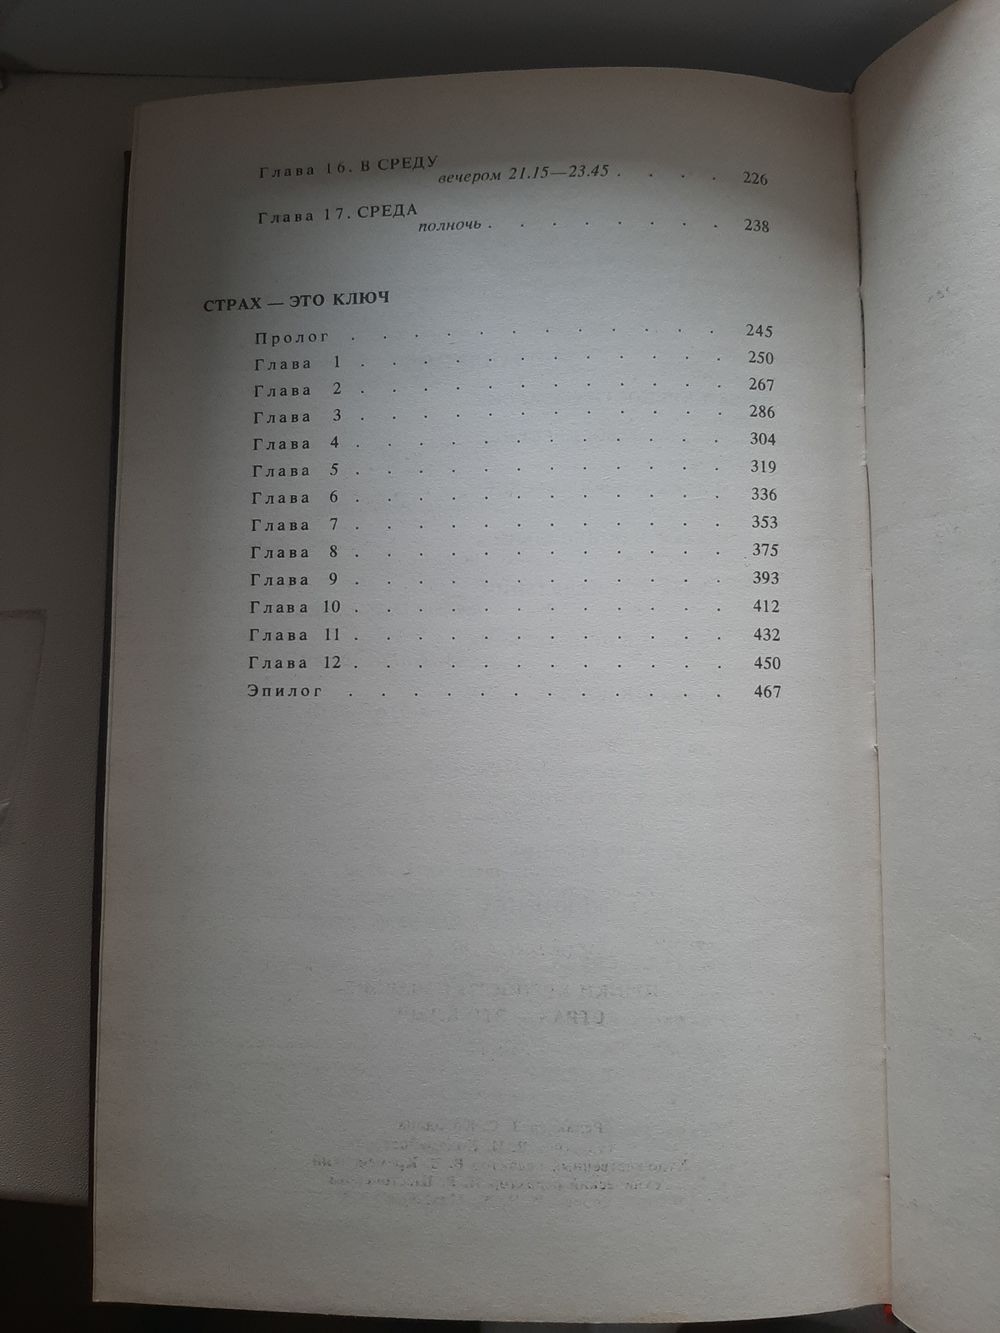 Глава 16. В СРЕДУ
вечером 21.15—23.45 . . . . 226
Глава 17. СРЕДА
полночь . . . . . . . . 238
СТРАХ — ЭТО КЛЮЧ
Пролог . . . . . . . . . . . . 245
Глава 1 . . . . . . . . . . . . 250
Глава 2 . . . . . . . . . . . . 267
Глава 3 . . . . . . . . . . . . 286
Глава 4 . . . . . . . . . . . . 304
Глава 5 . . . . . . . . . . . . 319
Глава 6 . . . . . . . . . . . . 336
Глава 7 . . . . . . . . . . . . 353
Глава 8 . . . . . . . . . . . . 375
Глава 9 . . . . . . . . . . . . 393
Глава 10 . . . . . . . . . . . . 412
Глава 11 . . . . . . . . . . . . 432
Глава 12 . . . . . . . . . . . . 450
Эпилог . . . . . . . . . . . . 467